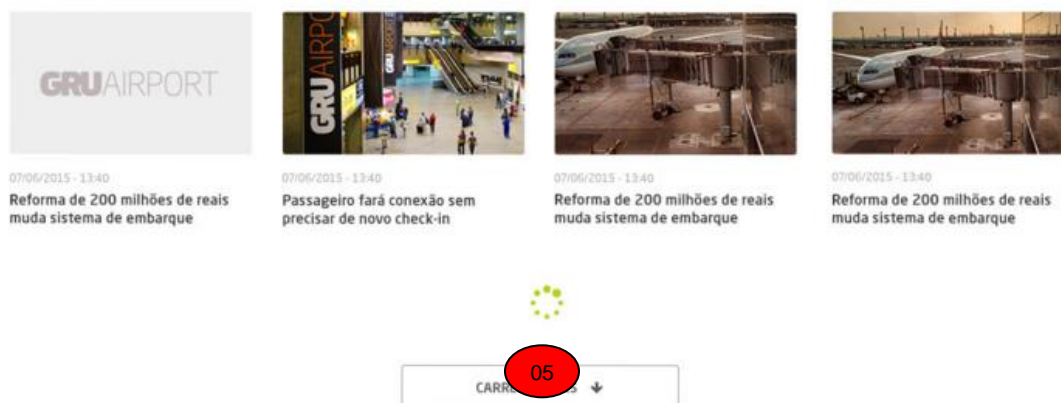 GRUAIRPORT
GRUAIRPO
GRU
07/06/2015 - 13:40
Reforma de 200 milhões de reais
muda sistema de embarque
07/06/2015 - 13:40
Passageiro fará conexão sem
precisar de novo check-in
07/06/2015 - 13:40
Reforma de 200 milhões de reais
muda sistema de embarque
07/06/2015 - 13:40
Reforma de 200 milhões de reais
muda sistema de embarque
05